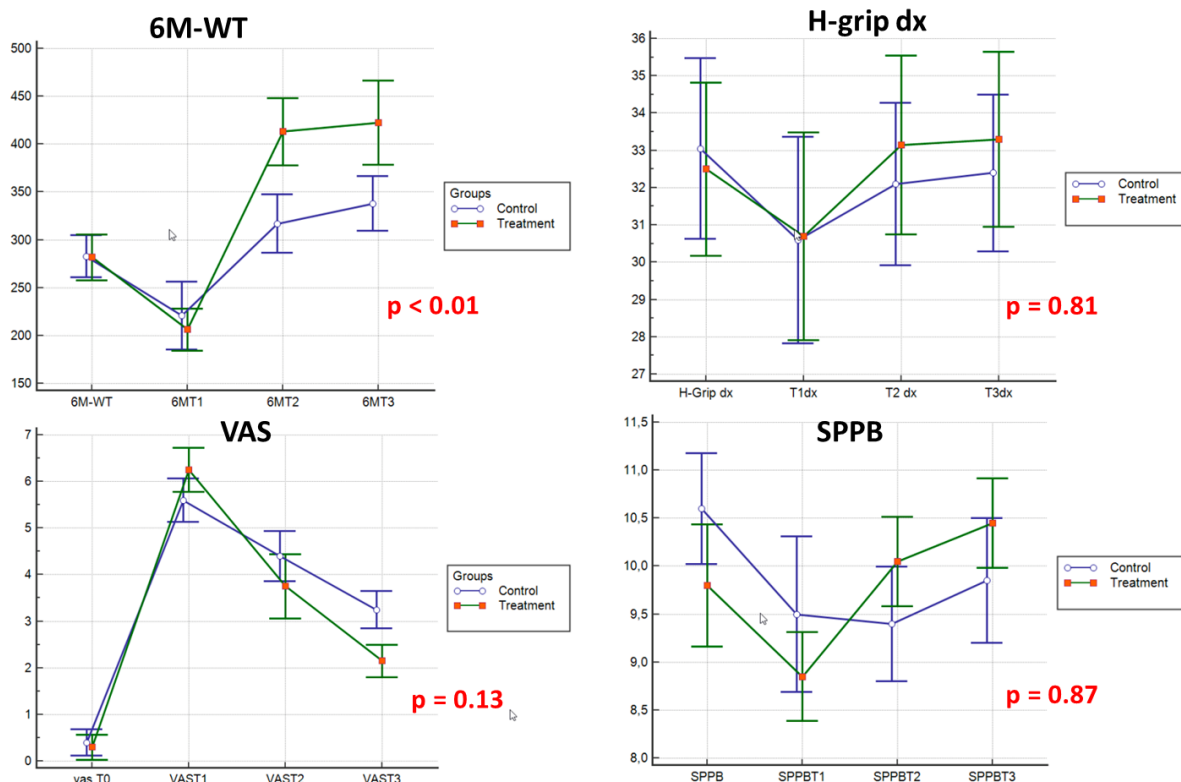 6M-WT
500
450
400
350
300
250
200
150
6M-WT 6MT1 6MT2 6MT3
Groups
Control
Treatment
p < 0.01
H-grip dx
36
35
34
33
32
31
30
29
28
27
H-Grip dx T1dx T2 dx T3dx
Control
Treatment
p = 0.81
VAS
7
6
5
4
3
2
1
0
vas T0 VAST1 VAST2 VAST3
Groups
Control
Treatment
p = 0.13
SPPB
11,5
11,0
10,5
10,0
9,5
9,0
8,5
8,0
SPPB SPPBT1 SPPBT2 SPPBT3
Control
Treatment
p = 0.87